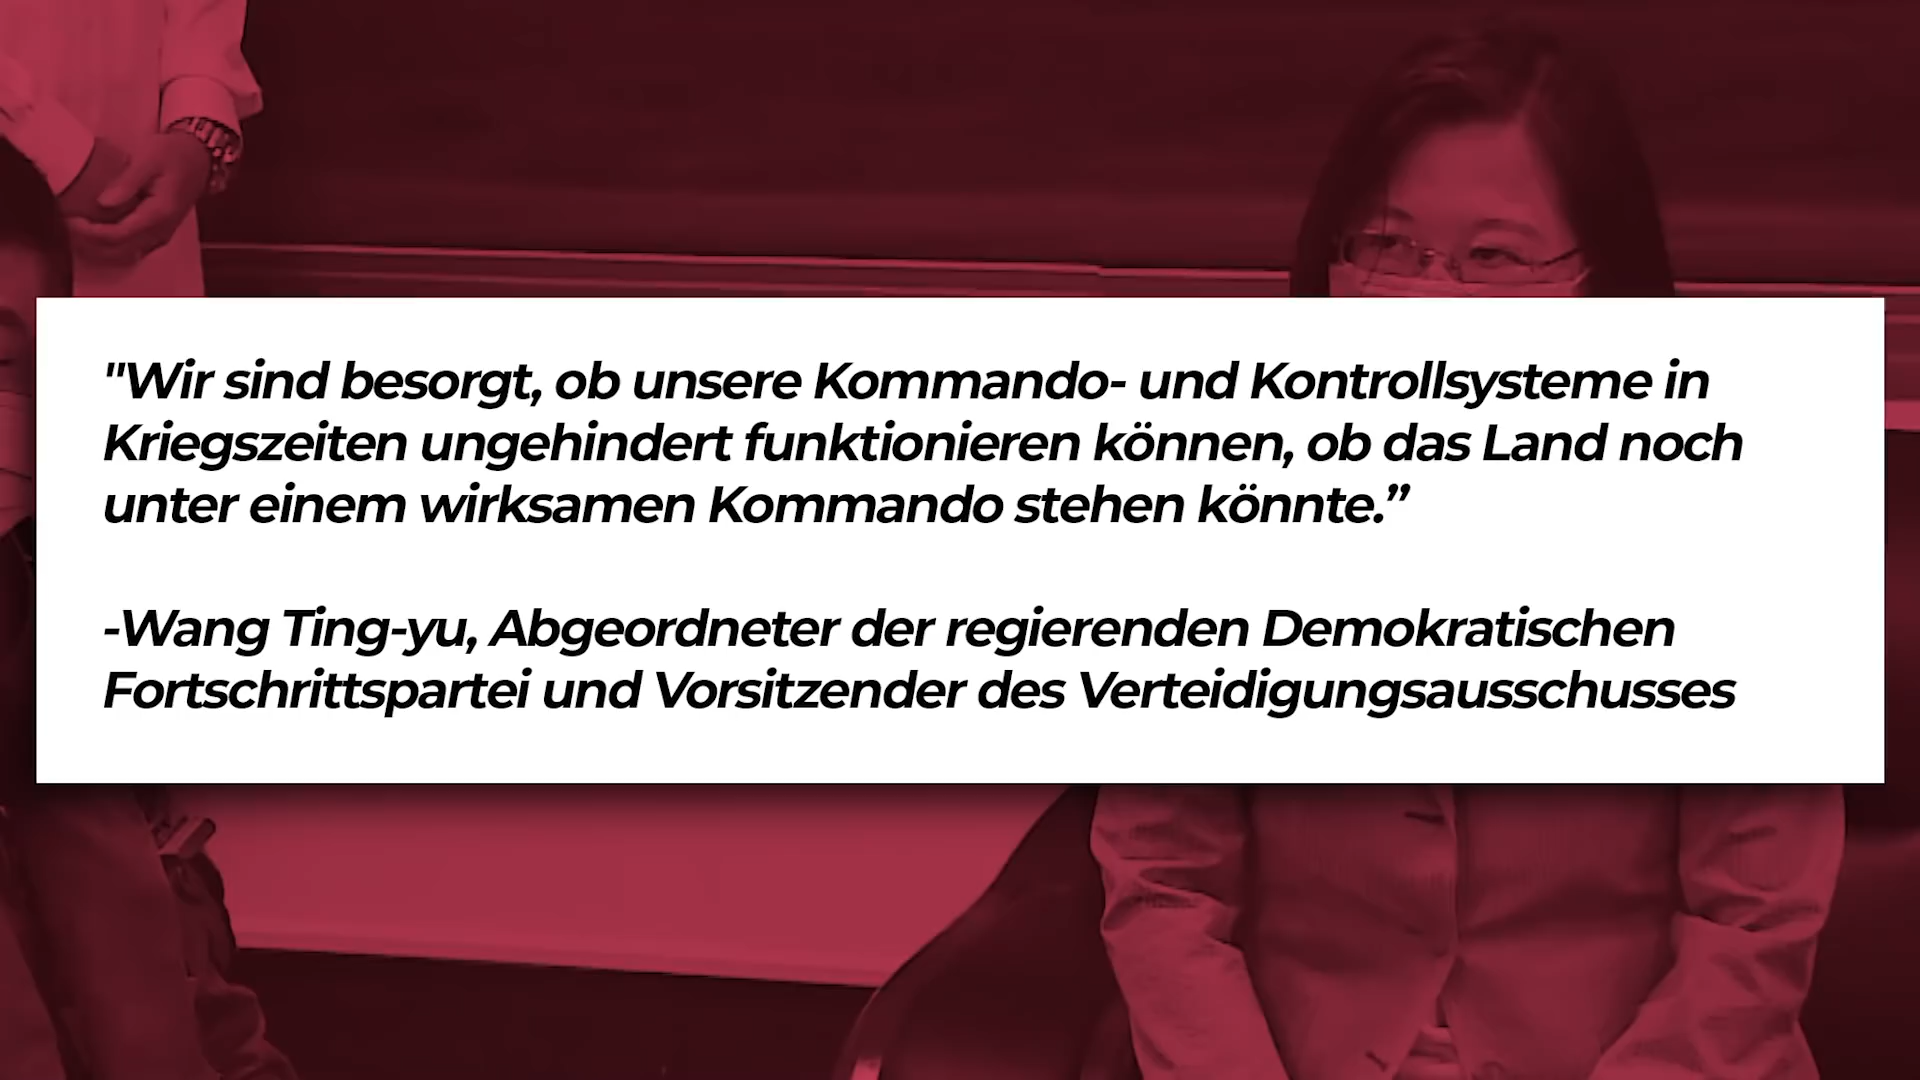 "Wir sind besorgt, ob unsere Kommando- und Kontrollsysteme in
Kriegszeiten ungehindert funktionieren können, ob das Land noch
unter einem wirksamen Kommando stehen könnte.”
-Wang Ting-yu, Abgeordneter der regierenden Demokratischen
Fortschrittspartei und Vorsitzender des Verteidigungsausschusses